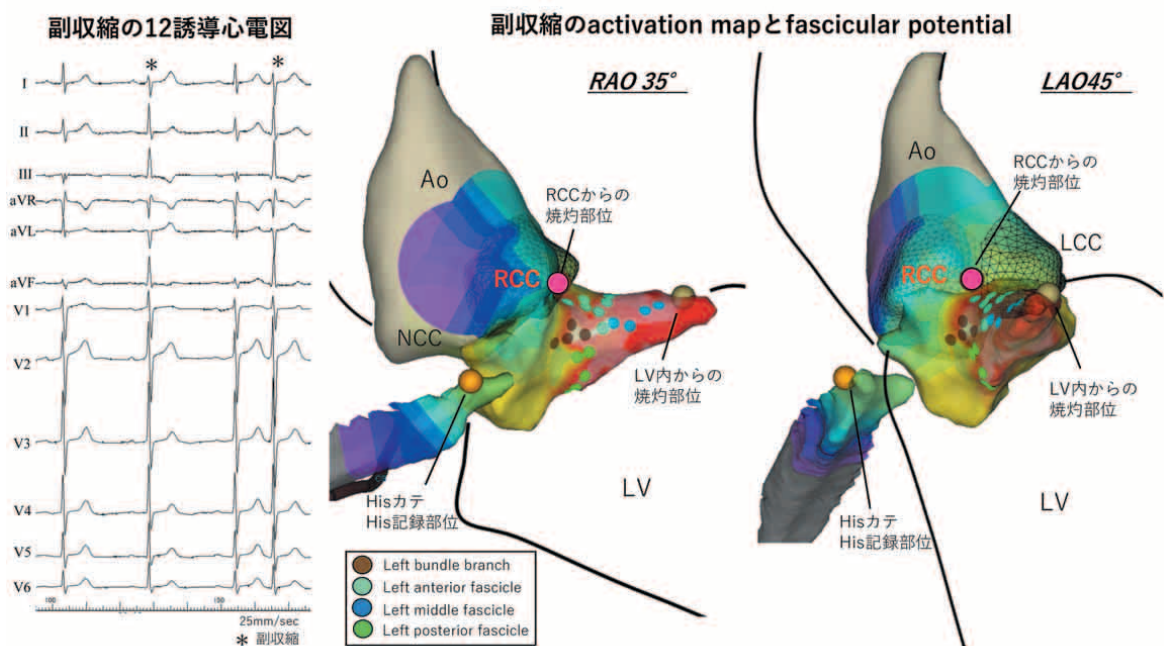 副収縮の12誘導心電図
*
*
I
II
III
aVR
aVL
aVF
V1
V2
V3
V4
V5
V6
100
100
25mm/sec
* 副収縮
副収縮のactivation mapとfascicular potential
RAO 35°
Ao
RCCからの
焼灼部位
RCC
NCC
LV内からの
焼灼部位
LV
Hisカテ
His記録部位
Left bundle branch
Left anterior fascicle
Left middle fascicle
Left posterior fascicle
LAO45°
Ao
RCCからの
焼灼部位
LCC
RCC
LV内からの
焼灼部位
LV
Hisカテ
His記録部位